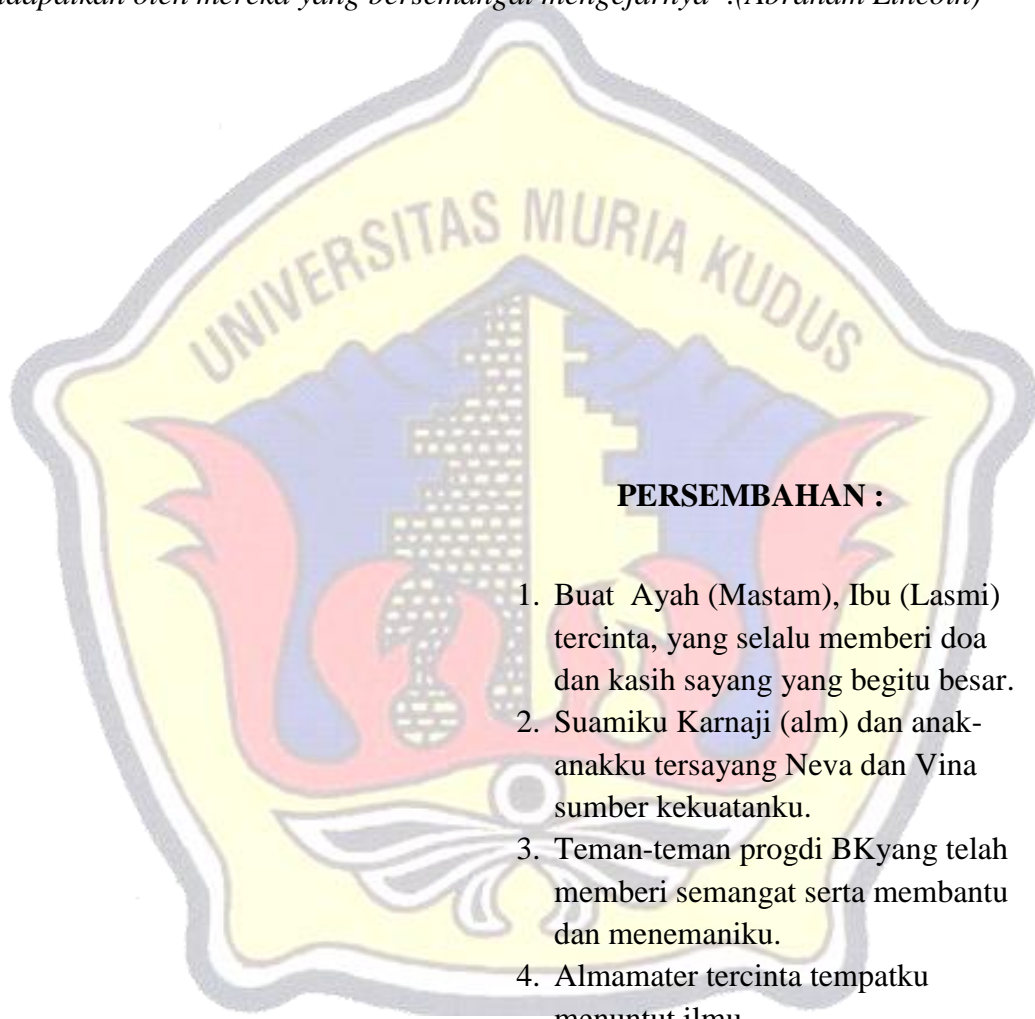 didapatkan oleh mereka yang bersemangat mengejarnya".(Abraham Lincoln)
UNIVERSITAS MURIA KUDUS
PERSEMBAHAN :
1. Buat Ayah (Mastam), Ibu (Lasmi)
tercinta, yang selalu memberi doa
dan kasih sayang yang begitu besar.
2. Suamiku Karnaji (alm) dan anak-
anakku tersayang Neva dan Vina
sumber kekuatanku.
3. Teman-teman progdi BKyang telah
memberi semangat serta membantu
dan menemaniku.
4. Almamater tercinta tempatku
menuntut ilmu